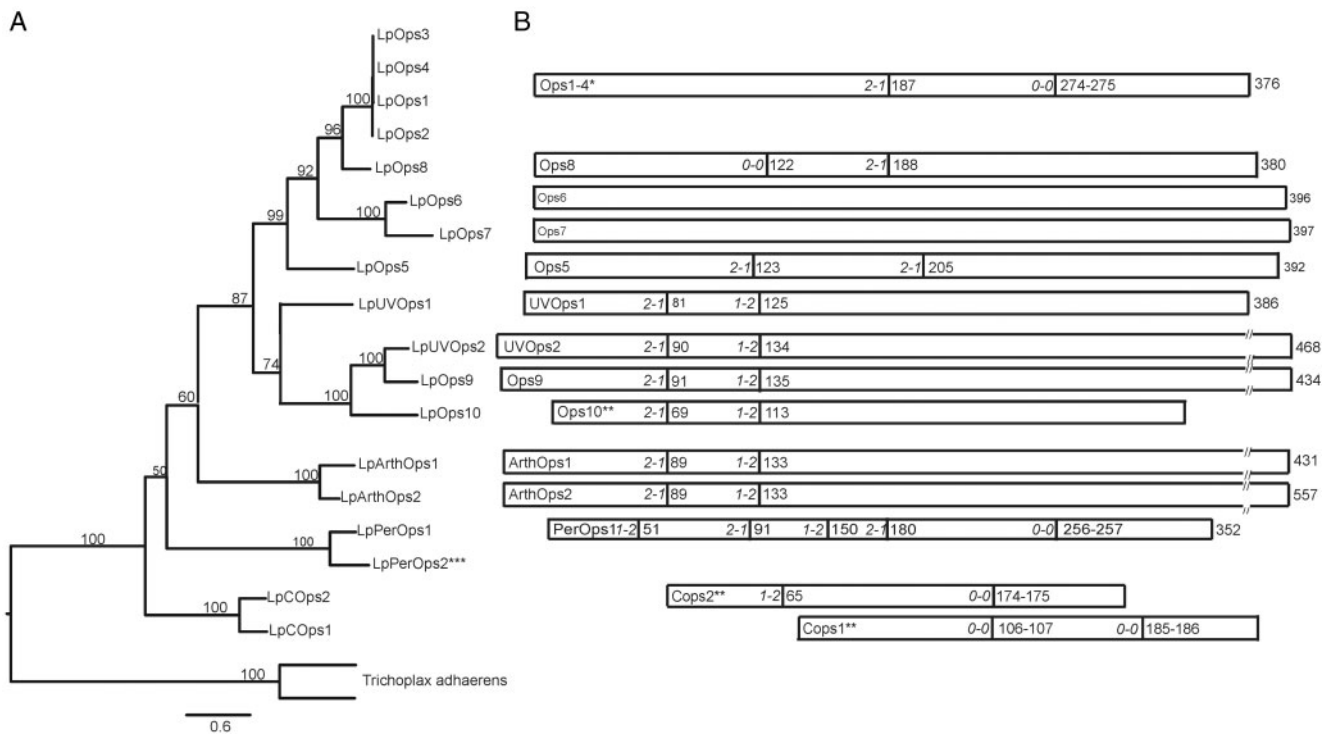 A B
LpOps3
LpOps4
Ops1-4* 2-1 187 0-0 274-275 376
100 LpOps1
96 LpOps2
LpOps8 Ops8 0-0 122 2-1 188 380
92
LpOps6 Ops6 396
99 100
LpOps7 Ops7 397
LpOps5 Ops5 2-1 123 2-1 205 392
87
LpUVOps1 UVOps1 2-1 81 1-2 125 386
LpUVOps2 UVOps2 2-1 90 1-2 134 // 468
74 100
LpOps9 Ops9 2-1 91 1-2 135 // 434
60 100
LpOps10 Ops10** 2-1 69 1-2 113
LpArthOps1 ArthOps1 2-1 89 1-2 133 // 431
50 100
LpArthOps2 ArthOps2 2-1 89 1-2 133 // 557
LpPerOps1 PerOps1 1-2 51 2-1 91 1-2 150 2-1 180 0-0 256-257 352
100 100
LpPerOps2***
LpCOps2 Cops2** 1-2 65 0-0 174-175
100
LpCOps1 Cops1** 0-0 106-107 0-0 185-186
100 Trichoplax adhaerens
0.6